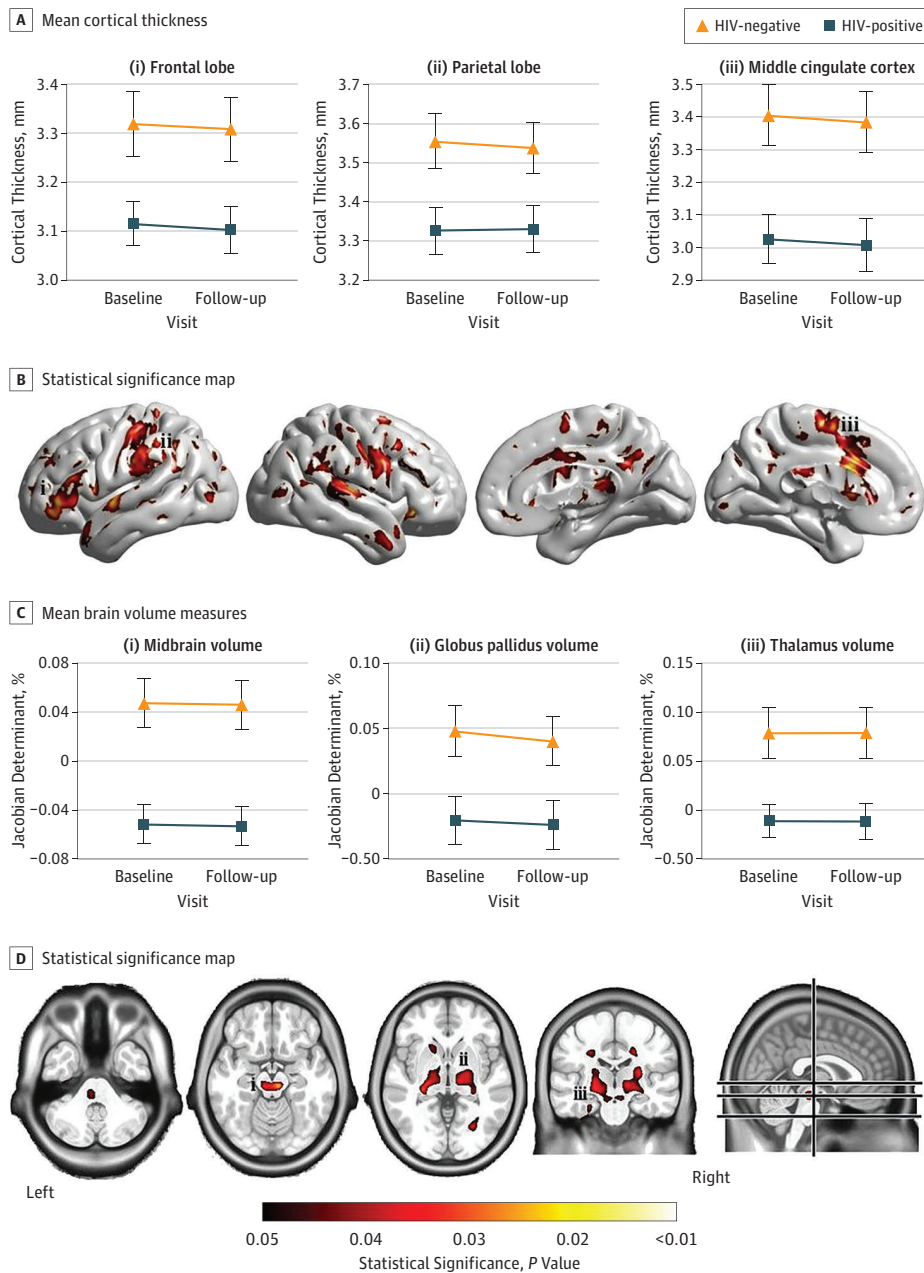 A Mean cortical thickness
HIV-negative HIV-positive
(i) Frontal lobe
3.4
3.3
3.2
3.1
3.0
Cortical Thickness, mm
Baseline Follow-up
Visit
(ii) Parietal lobe
3.7
3.6
3.5
3.4
3.3
3.2
Cortical Thickness, mm
Baseline Follow-up
Visit
(iii) Middle cingulate cortex
3.5
3.4
3.3
3.2
3.1
3.0
2.9
Cortical Thickness, mm
Baseline Follow-up
Visit
B Statistical significance map
i
ii
iii
C Mean brain volume measures
(i) Midbrain volume
0.08
0.04
0
−0.04
−0.08
Jacobian Determinant, %
Baseline Follow-up
Visit
(ii) Globus pallidus volume
0.10
0.05
0
−0.50
Jacobian Determinant, %
Baseline Follow-up
Visit
(iii) Thalamus volume
0.15
0.10
0.05
0
−0.50
Jacobian Determinant, %
Baseline Follow-up
Visit
D Statistical significance map
i
ii
iii
Left
Right
0.05 0.04 0.03 0.02 <0.01
Statistical Significance, P Value